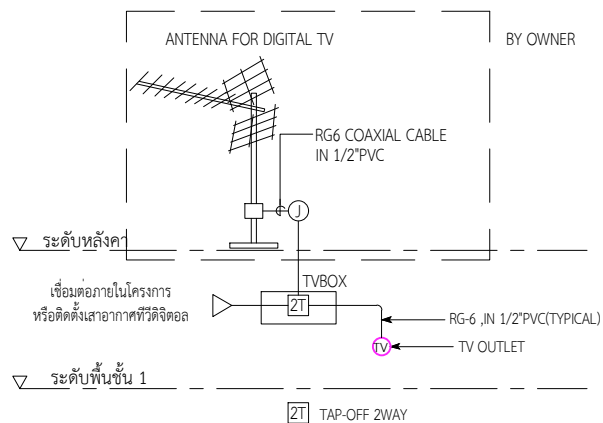 ANTENNA FOR DIGITAL TV
BY OWNER
RG6 COAXIAL CABLE
IN 1/2"PVC
J
ระดับหลังคา
TVBOX
เชื่อมต่อภายในโครงการ
หรือติดตั้งเสาอากาศทีวีดิจิตอล
2T
RG-6 ,IN 1/2"PVC(TYPICAL)
TV
TV OUTLET
ระดับพื้นชั้น 1
2T TAP-OFF 2WAY